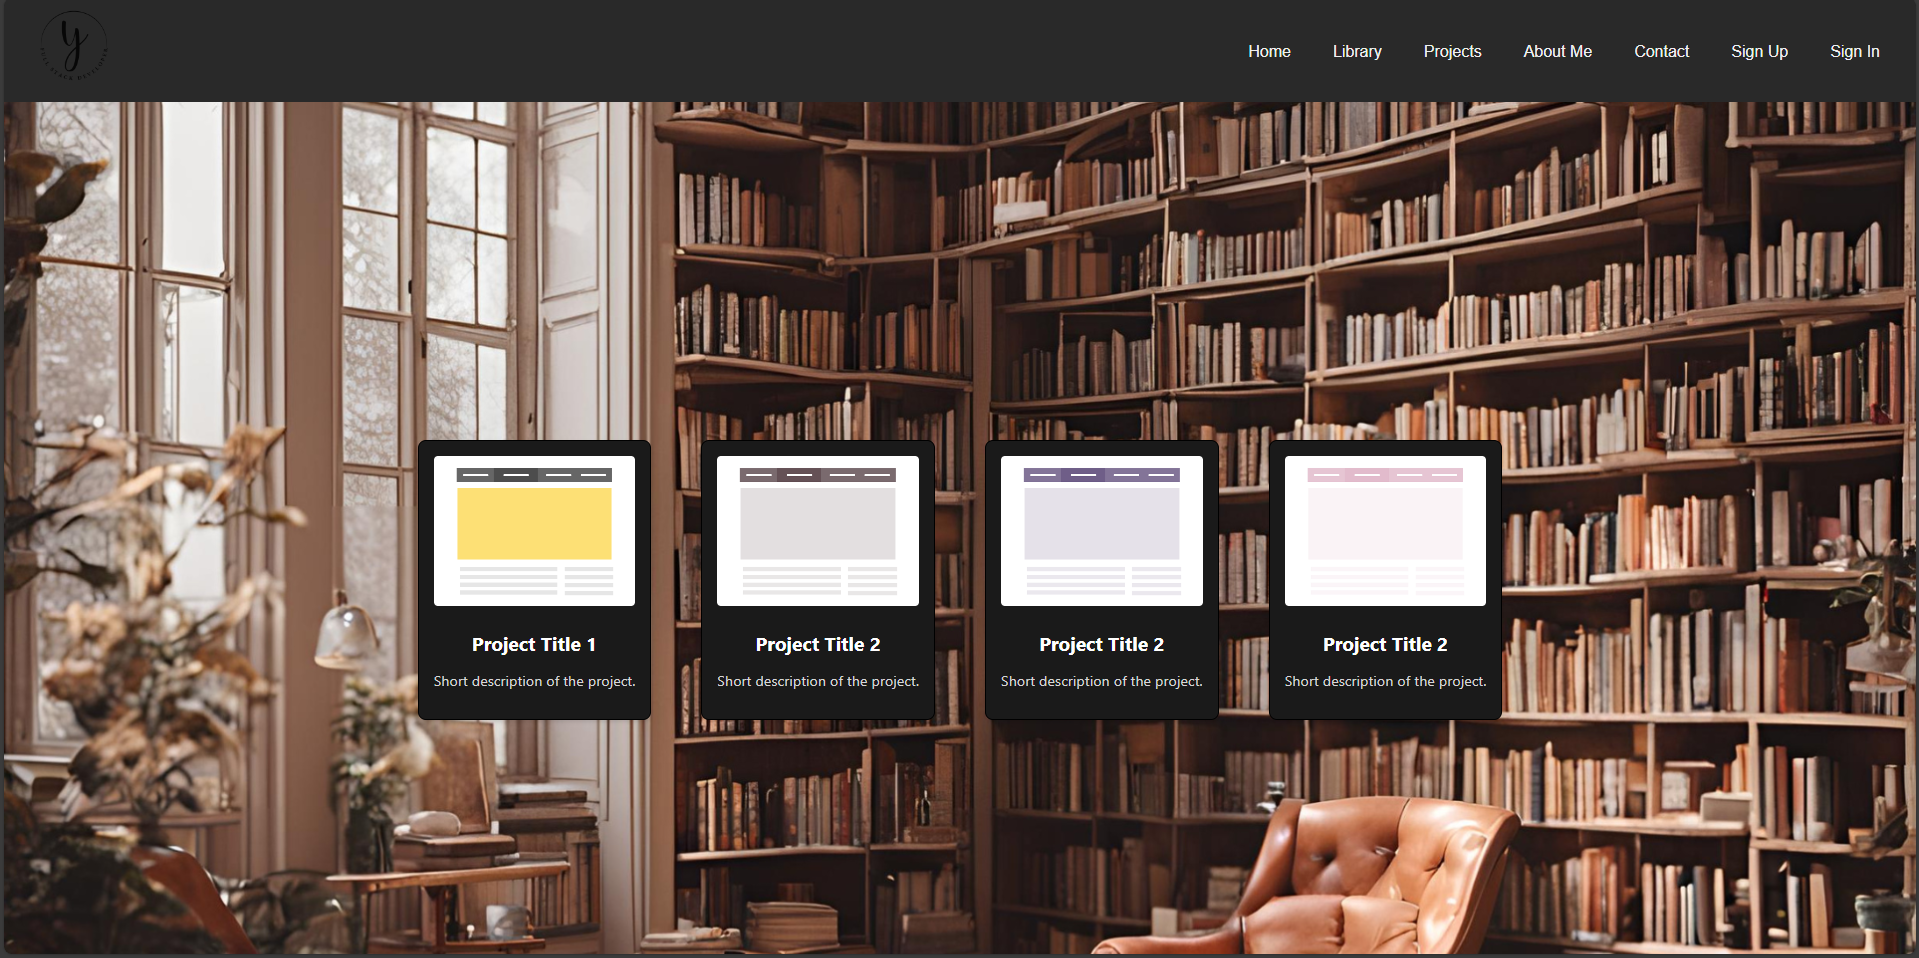 y
Home
Library
Projects
About Me
Contact
Sign Up
Sign In
Project Title 1
Short description of the project.
Project Title 2
Short description of the project.
Project Title 2
Short description of the project.
Project Title 2
Short description of the project.